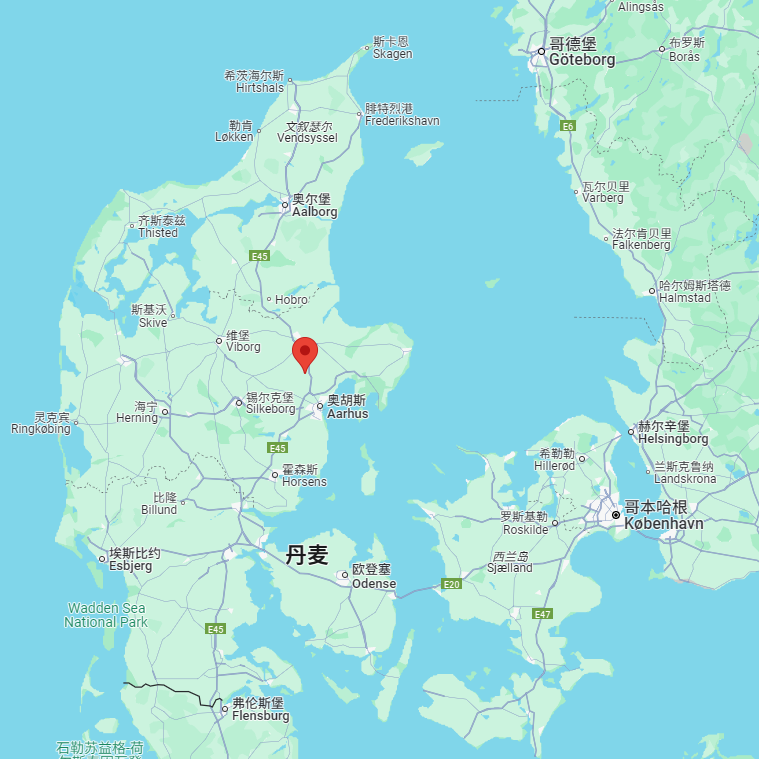 Alingsås
斯卡恩
Skagen
哥德堡
Göteborg
布罗斯
Borås
希茨海尔斯
Hirtshals
腓特烈港
Frederikshavn
勒肯
Løkken
文叙瑟尔
Vendsyssel
E6
瓦尔贝里
Varberg
奥尔堡
Aalborg
齐斯泰兹
Thisted
法尔肯贝里
Falkenberg
E45
哈尔姆斯塔德
Halmstad
Hobro
斯基沃
Skive
维堡
Viborg
锡尔克堡
Silkeborg
奥胡斯
Aarhus
海宁
Herning
灵克宾
Ringkøbing
赫尔辛堡
Helsingborg
E45
希勒勒
Hillerød
兰斯克鲁纳
Landskrona
霍森斯
Horsens
比隆
Billund
哥本哈根
København
罗斯基勒
Roskilde
埃斯比约
Esbjerg
丹麦
西兰岛
Sjælland
欧登塞
Odense
E20
Wadden Sea
National Park
E47
E45
弗伦斯堡
Flensburg
石勒苏益格-荷